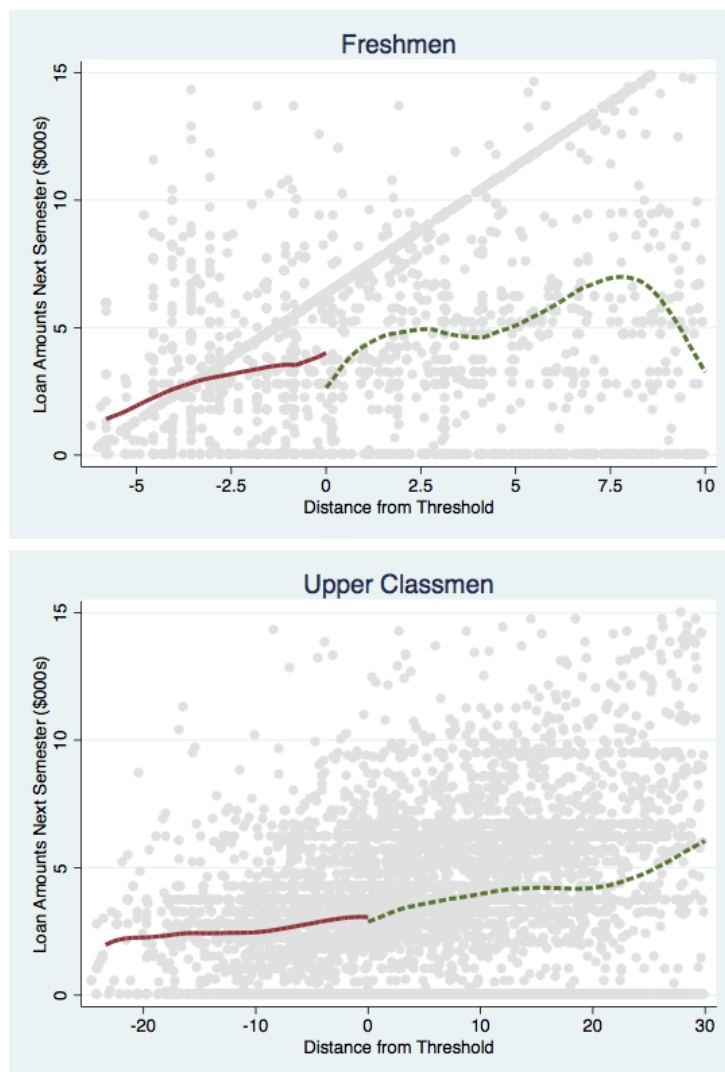 Freshmen
Loan Amounts Next Semester ($000s)
15
10
5
0
-5 -2.5 0 2.5 5 7.5 10
Distance from Threshold
Upper Classmen
Loan Amounts Next Semester ($000s)
15
10
5
0
-20 -10 0 10 20 30
Distance from Threshold